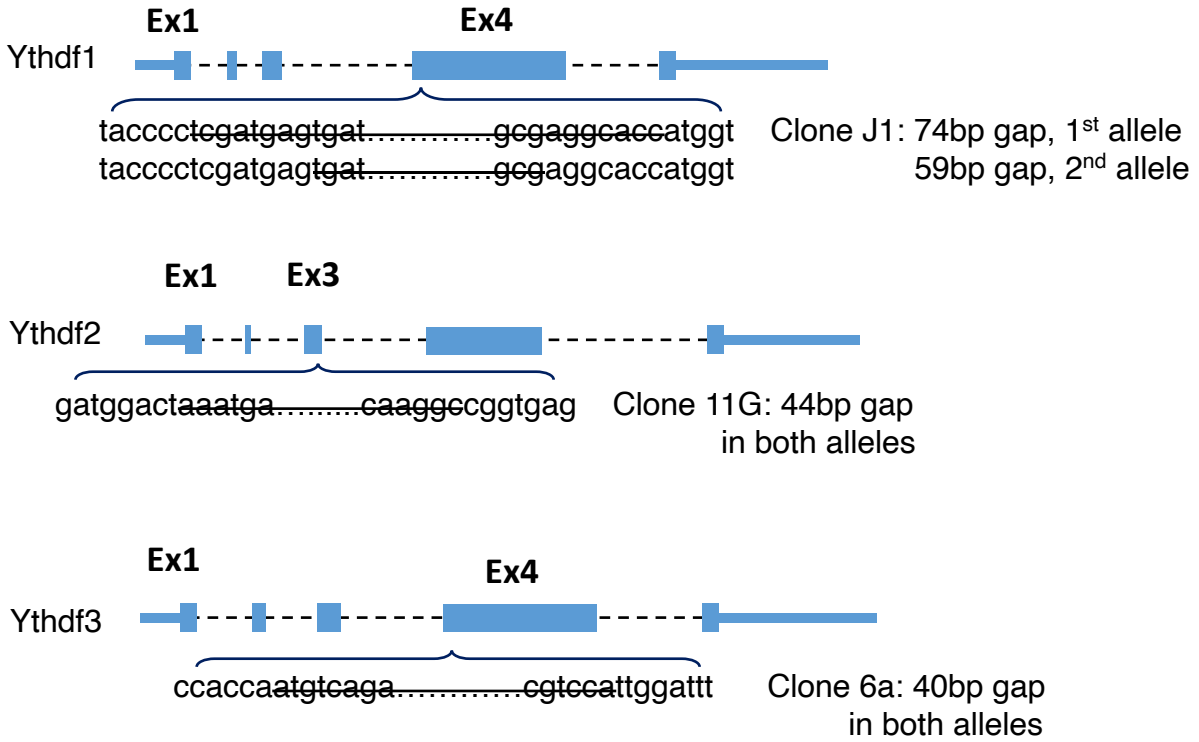 Ex1 Ex4
Ythdf1
tacccctcgatgagtgat............gcgaggcaccatggt Clone J1: 74bp gap, 1st allele
taccccctcgatgagtgat............gcgaggcaccatggt 59bp gap, 2nd allele
Ex1 Ex3
Ythdf2
gatggactaaatga.........caaggccggtgag Clone 11G: 44bp gap
in both alleles
Ex1 Ex4
Ythdf3
ccaccaatgtcaga............cgtccattggattt Clone 6a: 40bp gap
in both alleles